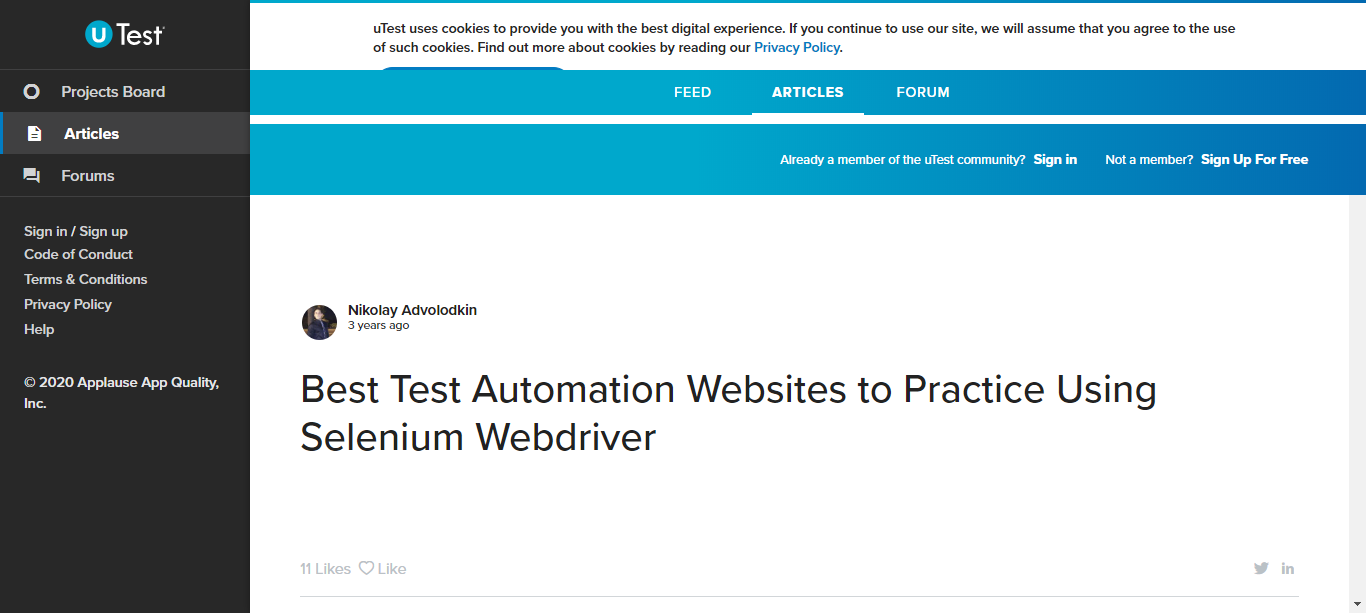 uTest
Projects Board
Articles
Forums
Sign in / Sign up
Code of Conduct
Terms & Conditions
Privacy Policy
Help
© 2020 Applause App Quality,
Inc.
uTest uses cookies to provide you with the best digital experience. If you continue to use our site, we will assume that you agree to the use
of such cookies. Find out more about cookies by reading our Privacy Policy.
FEED ARTICLES FORUM
Already a member of the uTest community? Sign in Not a member? Sign Up For Free
Nikolay Advolodkin
3 years ago
Best Test Automation Websites to Practice Using
Selenium Webdriver
11 Likes Like